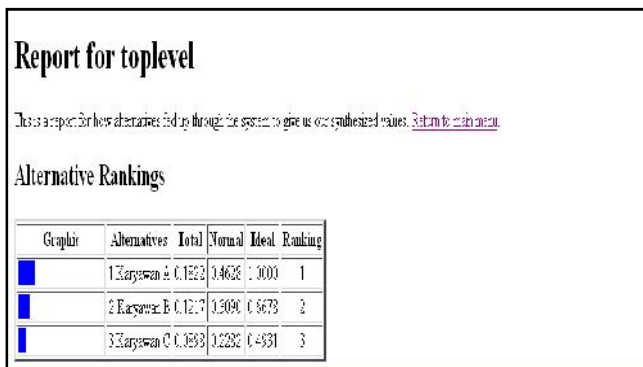 Report for toplevel
This is a report for how alternatives fed up through the system to give us our synthesized values. Return to main menu.
Alternative Rankings
Graphic Alternatives Total Normal Ideal Ranking
1 Karyawan A 0.1822 0.4628 1.0000 1
2 Karyawan B 0.1217 0.3090 0.6678 2
3 Karyawan C 0.0898 0.2282 0.4931 3